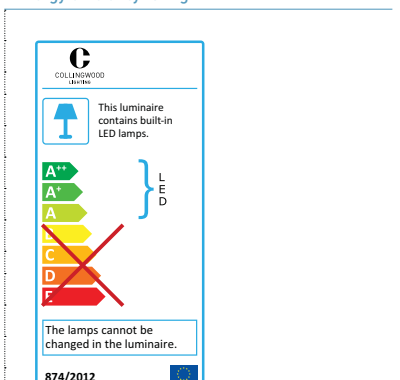 C
COLLINGWOOD
LIGHTING
This luminaire
contains built-in
LED lamps.
A++
A+
A
C
D
L
E
D
The lamps cannot be
changed in the luminaire.
874/2012